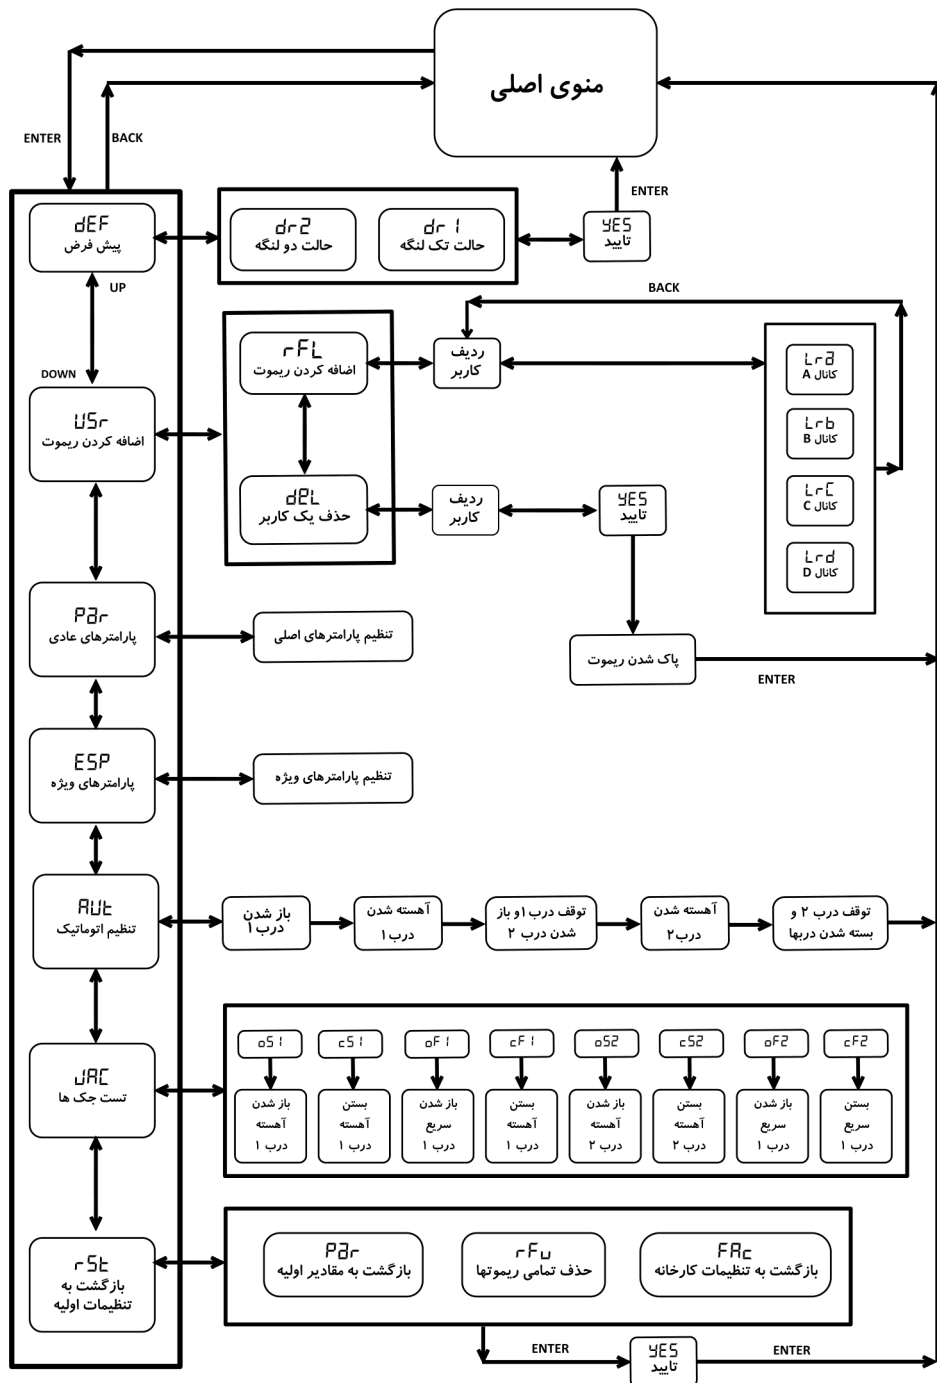 منوی اصلی
ENTER
BACK
dEF
پیش فرض
dr2
حالت دو لنگه
dr1
حالت تک لنگه
YES
تایید
ENTER
UP
DOWN
BACK
USr
اضافه کردن ریموت
rFL
اضافه کردن ریموت
ردیف
کاربر
Lra
کانال A
Lrb
کانال B
LrC
کانال C
Lrd
کانال D
deL
حذف یک کاربر
ردیف
کاربر
YES
تایید
پاک شدن ریموت
ENTER
Par
پارامترهای عادی
تنظیم پارامترهای اصلی
ESP
پارامترهای ویژه
تنظیم پارامترهای ویژه
AUt
تنظیم اتوماتیک
باز شدن
درب ۱
آهسته شدن
درب ۱
توقف درب ۱و باز
شدن درب ۲
آهسته شدن
درب ۲
توقف درب ۲ و
بسته شدن دربها
JAC
تست جک ها
oS1
cS1
oF1
cF1
oS2
cS2
oF2
cF2
باز شدن
آهسته
درب ۱
بستن
آهسته
درب ۱
باز شدن
سریع
درب ۱
بستن
آهسته
درب ۱
باز شدن
آهسته
درب ۲
بستن
آهسته
درب ۲
باز شدن
سریع
درب ۱
بستن
سریع
درب ۱
rSt
بازگشت به
تنظیمات اولیه
Par
بازگشت به مقادیر اولیه
rFu
حذف تمامی ریموتها
FAc
بازگشت به تنظیمات کارخانه
ENTER
YES
تایید
ENTER